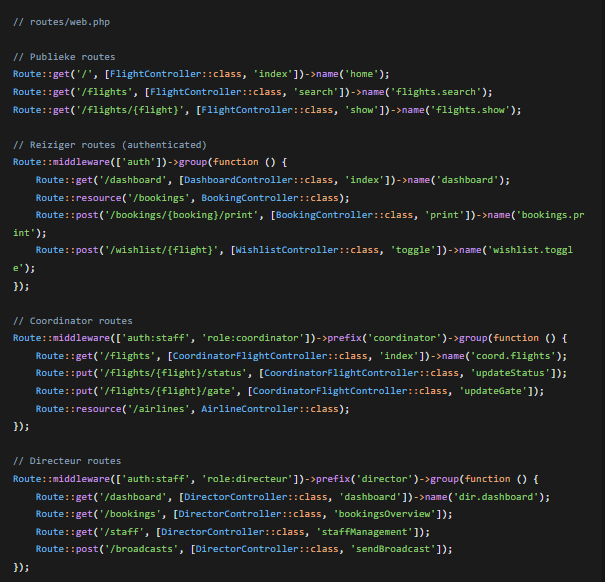 // routes/web.php
// Publieke routes
Route::get('/', [FlightController::class, 'index'])->name('home');
Route::get('/flights', [FlightController::class, 'search'])->name('flights.search');
Route::get('/flights/{flight}', [FlightController::class, 'show'])->name('flights.show');
// Reiziger routes (authenticated)
Route::middleware(['auth'])->group(function () {
    Route::get('/dashboard', [DashboardController::class, 'index'])->name('dashboard');
    Route::resource('/bookings', BookingController::class);
    Route::post('/bookings/{booking}/print', [BookingController::class, 'print'])->name('bookings.pr
int');
    Route::post('/wishlist/{flight}', [WishlistController::class, 'toggle'])->name('wishlist.toggl
e');
});
// Coordinator routes
Route::middleware(['auth:staff', 'role:coordinator'])->prefix('coordinator')->group(function () {
    Route::get('/flights', [CoordinatorFlightController::class, 'index'])->name('coord.flights');
    Route::put('/flights/{flight}/status', [CoordinatorFlightController::class, 'updateStatus']);
    Route::put('/flights/{flight}/gate', [CoordinatorFlightController::class, 'updateGate']);
    Route::resource('/airlines', AirlineController::class);
});
// Directeur routes
Route::middleware(['auth:staff', 'role:directeur'])->prefix('director')->group(function () {
    Route::get('/dashboard', [DirectorController::class, 'dashboard'])->name('dir.dashboard');
    Route::get('/bookings', [DirectorController::class, 'bookingsOverview']);
    Route::get('/staff', [DirectorController::class, 'staffManagement']);
    Route::post('/broadcasts', [DirectorController::class, 'sendBroadcast']);
});